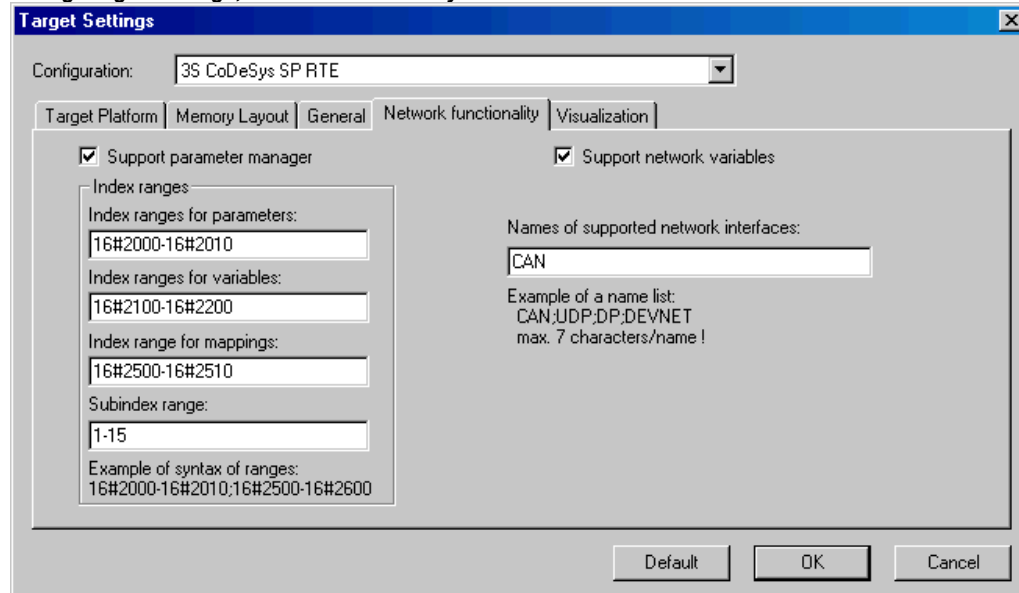 Target Settings
Configuration:
3S CoDeSys SP RTE
Target Platform
Memory Layout
General
Network functionality
Visualization
Support parameter manager
Index ranges
Index ranges for parameters:
16#2000-16#2010
Index ranges for variables:
16#2100-16#2200
Index range for mappings:
16#2500-16#2510
Subindex range:
1-15
Example of syntax of ranges:
16#2000-16#2010;16#2500-16#2600
Support network variables
Names of supported network interfaces:
CAN
Example of a name list:
CAN;UDP;DP;DEVNET
max. 7 characters/name !
Default
OK
Cancel